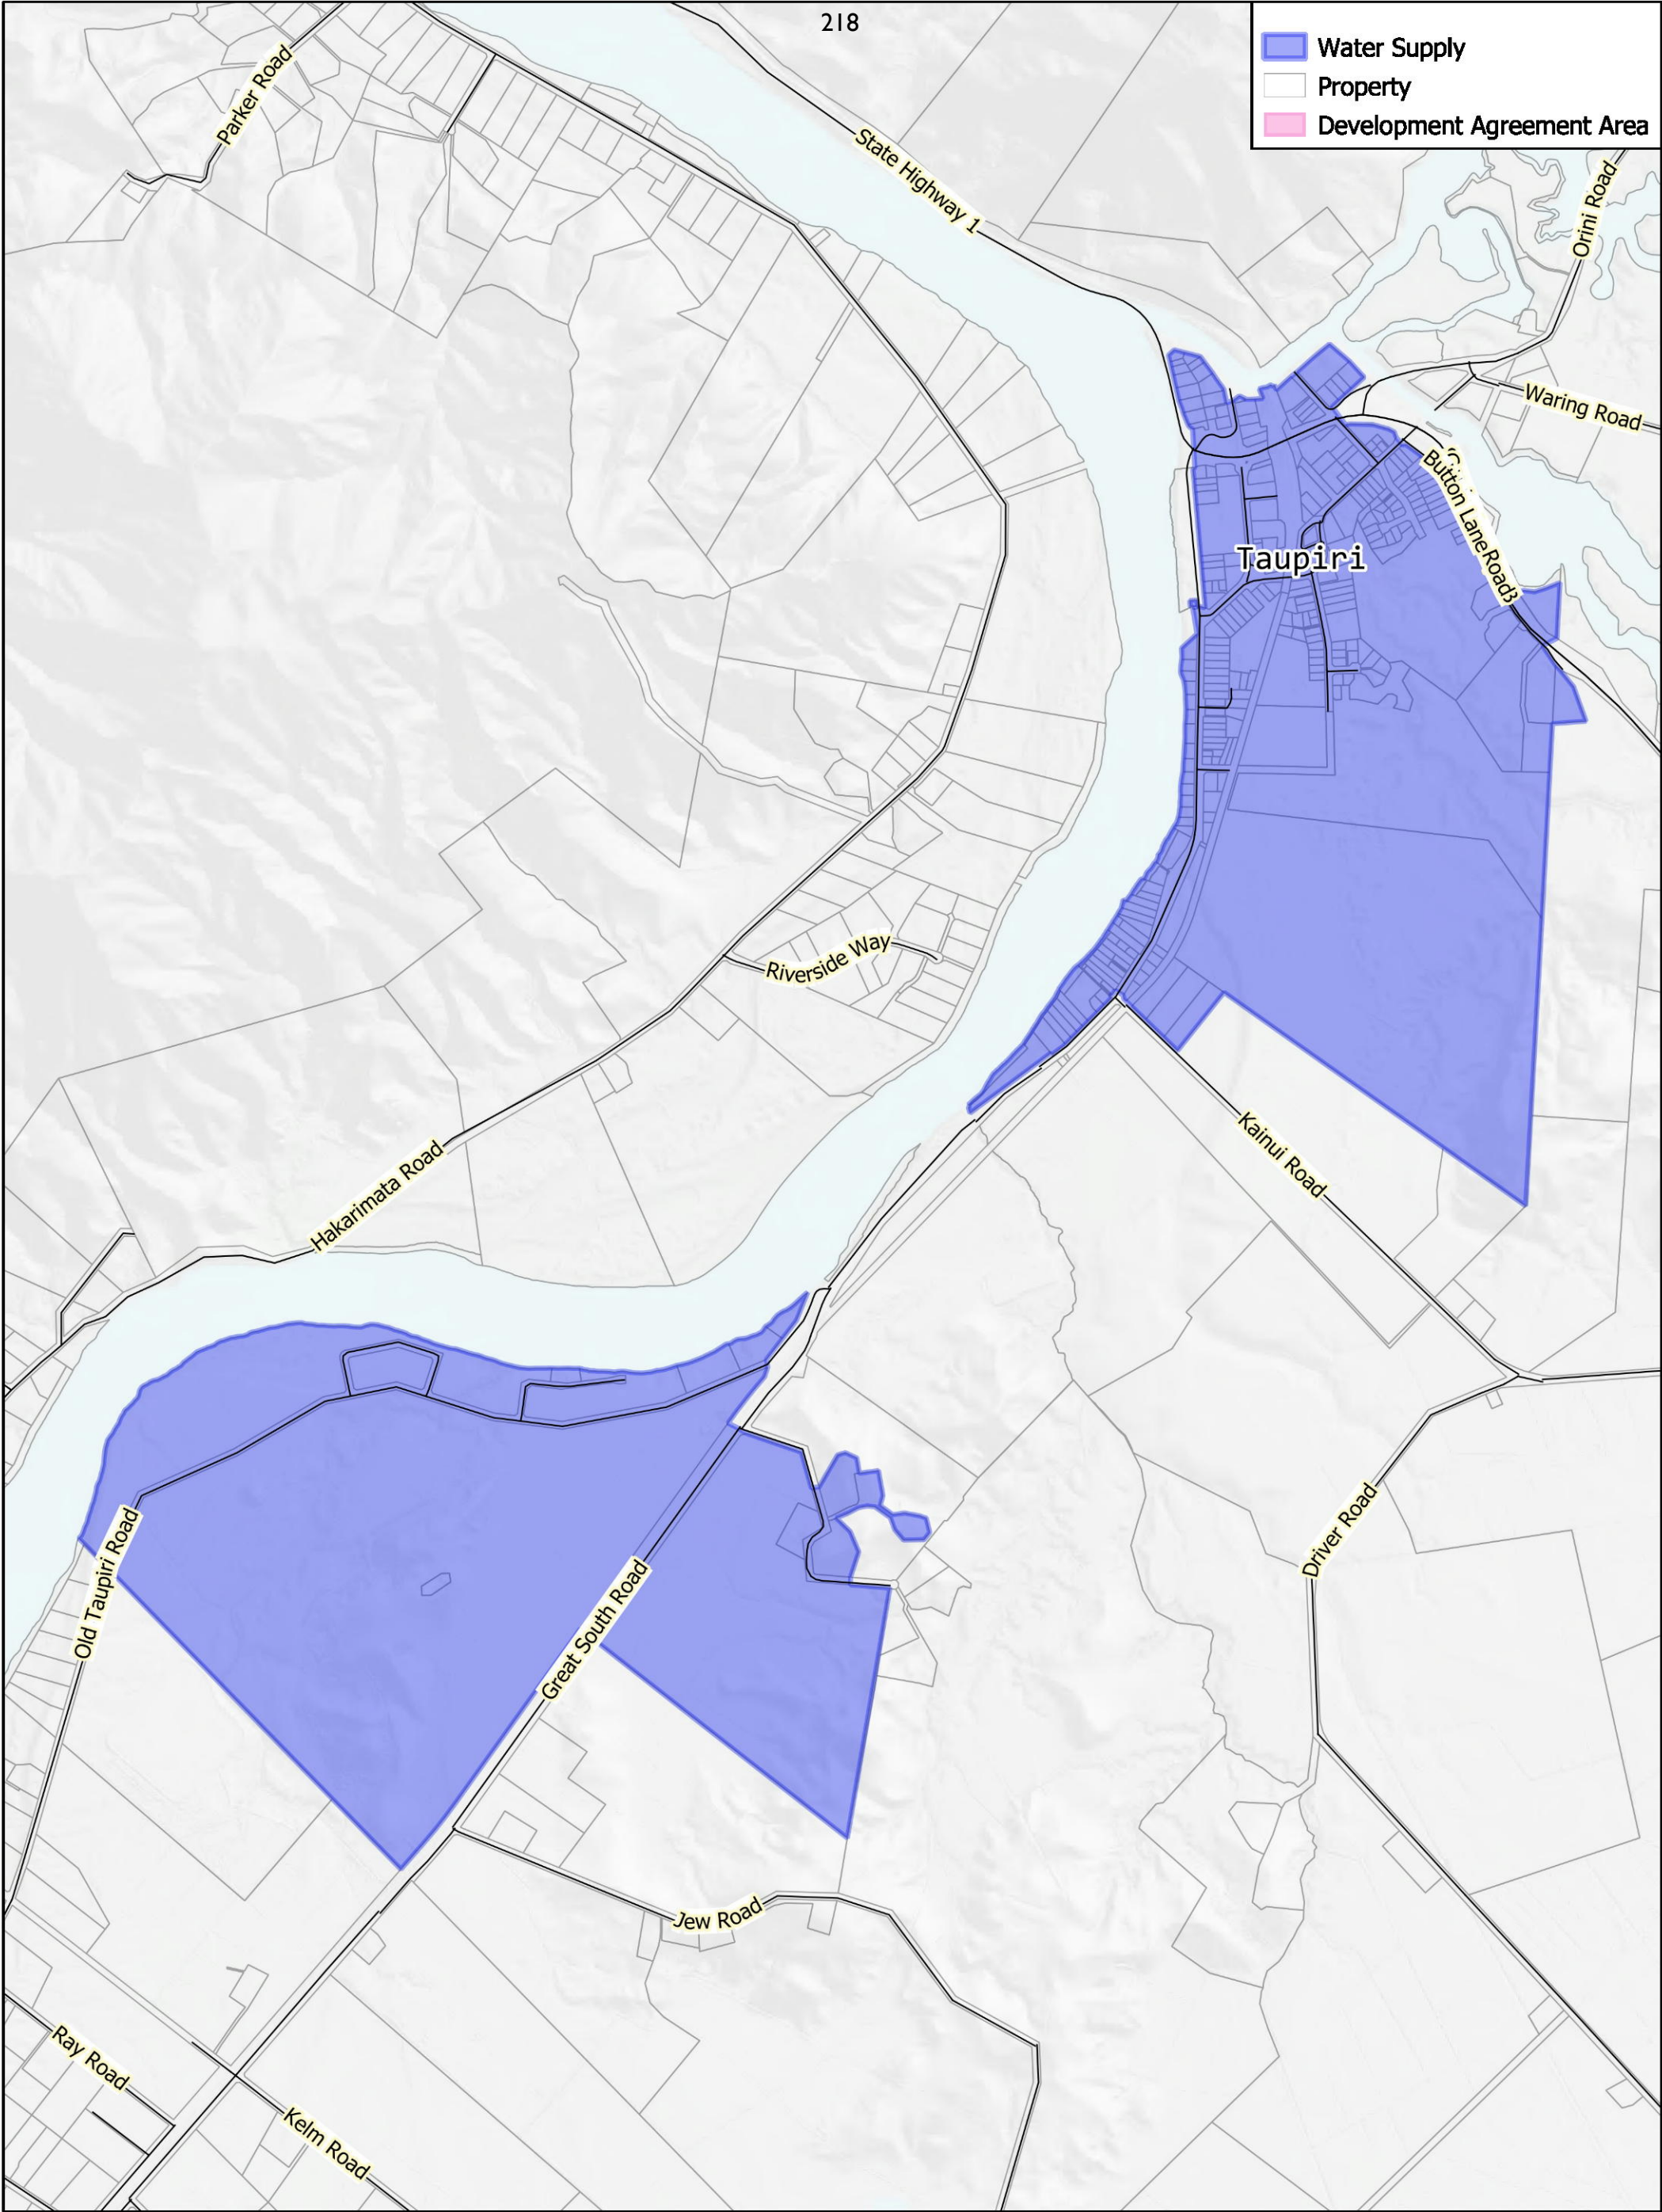 218
Water Supply
Property
Development Agreement Area
Parker Road
State Highway 1
Orini Road
Waring Road
Button Lane
Road
Taupiri
Riverside Way
Kainui Road
Hakarimata Road
Driver Road
Old Taupiri Road
Great South Road
Jew Road
Ray Road
Kelm Road